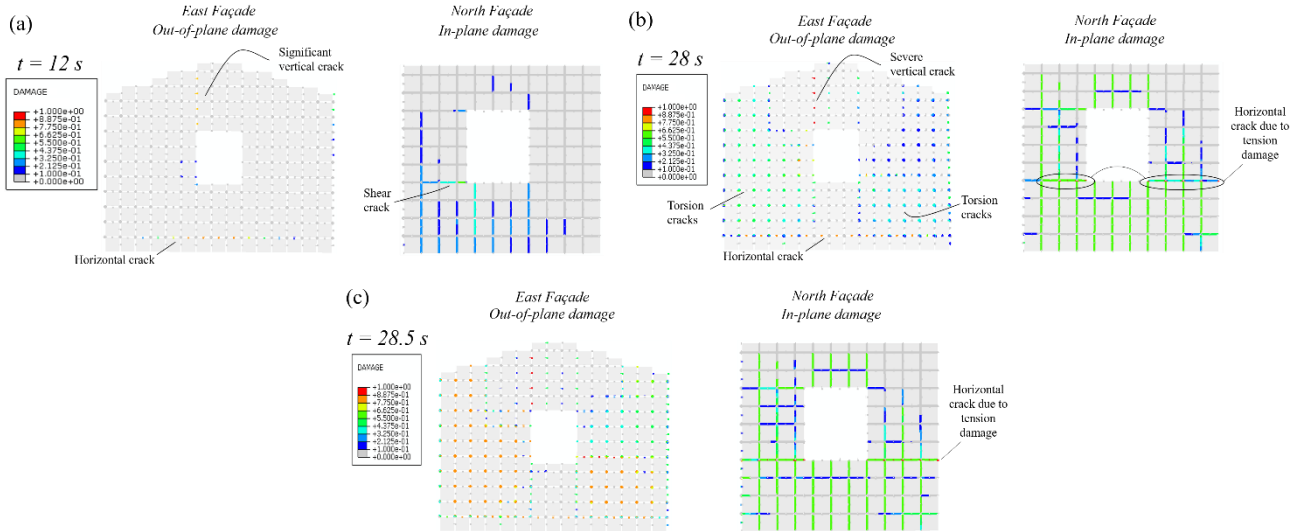 (a)
East Façade
Out-of-plane damage
North Façade
In-plane damage
t = 12 s
Significant
vertical crack
DAMAGE
+1.000e+00
+8.875e-01
+7.750e-01
+6.625e-01
+5.500e-01
+4.375e-01
+3.250e-01
+2.125e-01
+1.000e-01
+0.000e+00
Shear
crack
Horizontal crack
(b)
East Façade
Out-of-plane damage
North Façade
In-plane damage
t = 28 s
Severe
vertical crack
DAMAGE
+1.000e+00
+8.875e-01
+7.750e-01
+6.625e-01
+5.500e-01
+4.375e-01
+3.250e-01
+2.125e-01
+1.000e-01
+0.000e+00
Horizontal
crack due to
tension
damage
Torsion
cracks
Torsion
cracks
Horizontal crack
(c)
East Façade
Out-of-plane damage
North Façade
In-plane damage
t = 28.5 s
DAMAGE
+1.000e+00
+8.875e-01
+7.750e-01
+6.625e-01
+5.500e-01
+4.375e-01
+3.250e-01
+2.125e-01
+1.000e-01
+0.000e+00
Horizontal
crack due to
tension
damage